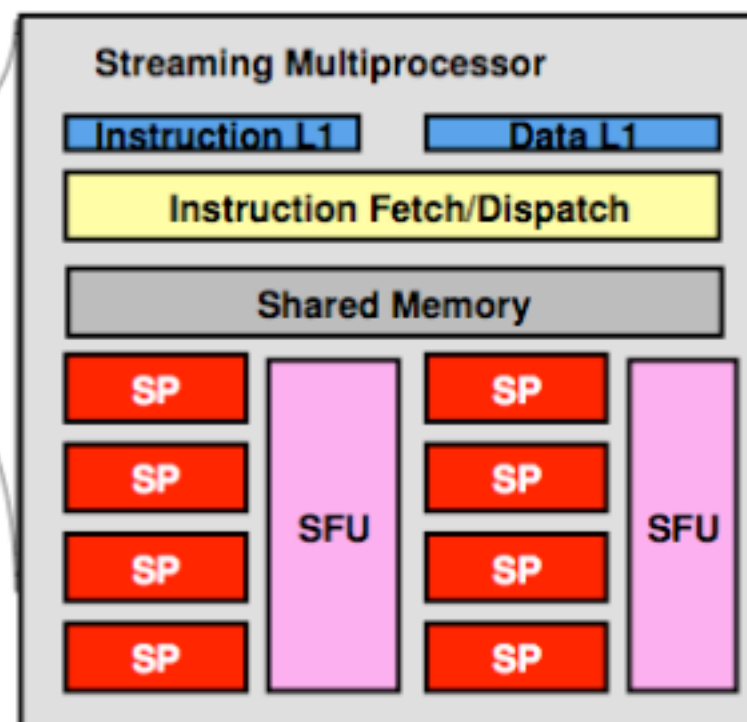 Streaming Multiprocessor
Instruction L1 Data L1
Instruction Fetch/Dispatch
Shared Memory
SP SP
SP SP
SFU SFU
SP SP
SP SP